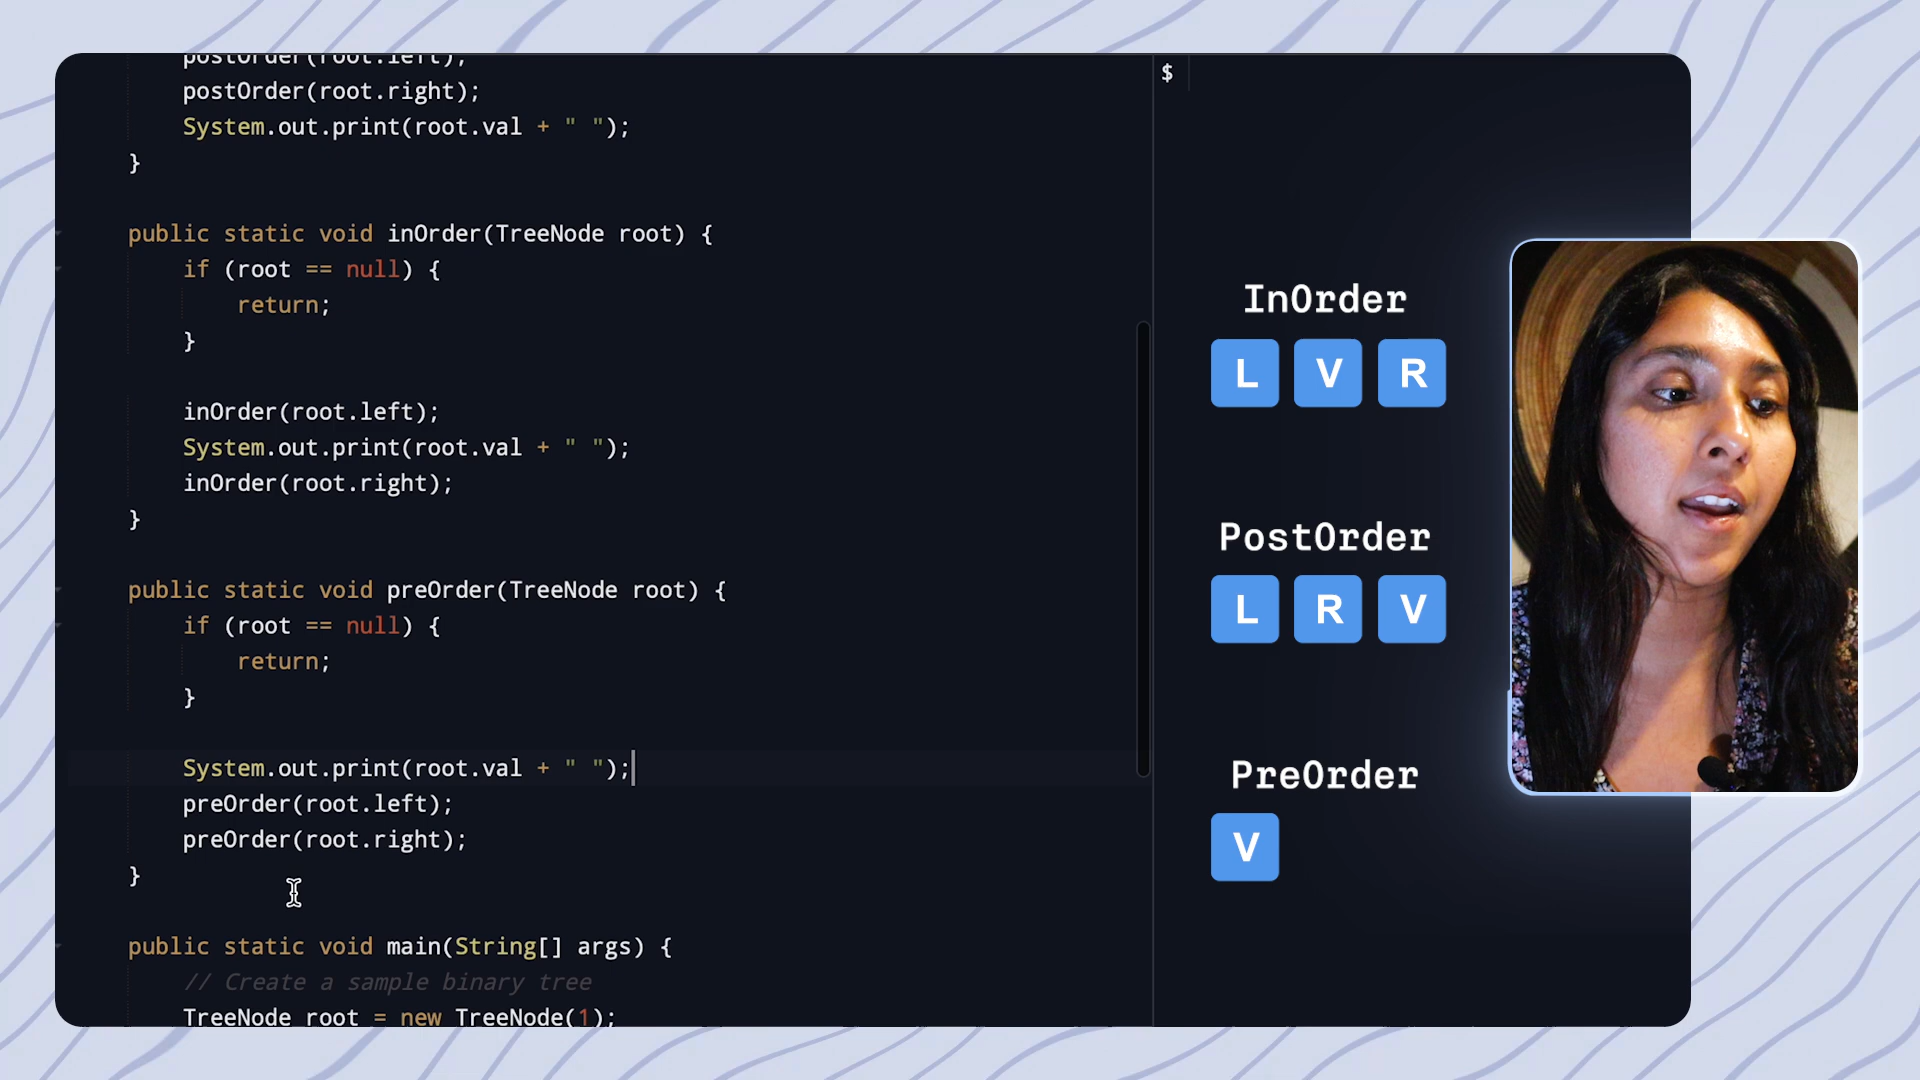 postOrder(root.left);
postOrder(root.right);
System.out.print(root.val + " ");
}
public static void inOrder(TreeNode root) {
if (root == null) {
return;
}
inOrder(root.left);
System.out.print(root.val + " ");
inOrder(root.right);
}
public static void preOrder(TreeNode root) {
if (root == null) {
return;
}
System.out.print(root.val + " ");
preOrder(root.left);
preOrder(root.right);
}
public static void main(String[] args) {
// Create a sample binary tree
TreeNode root = new TreeNode(1);
$
InOrder
L V R
PostOrder
L R V
PreOrder
V